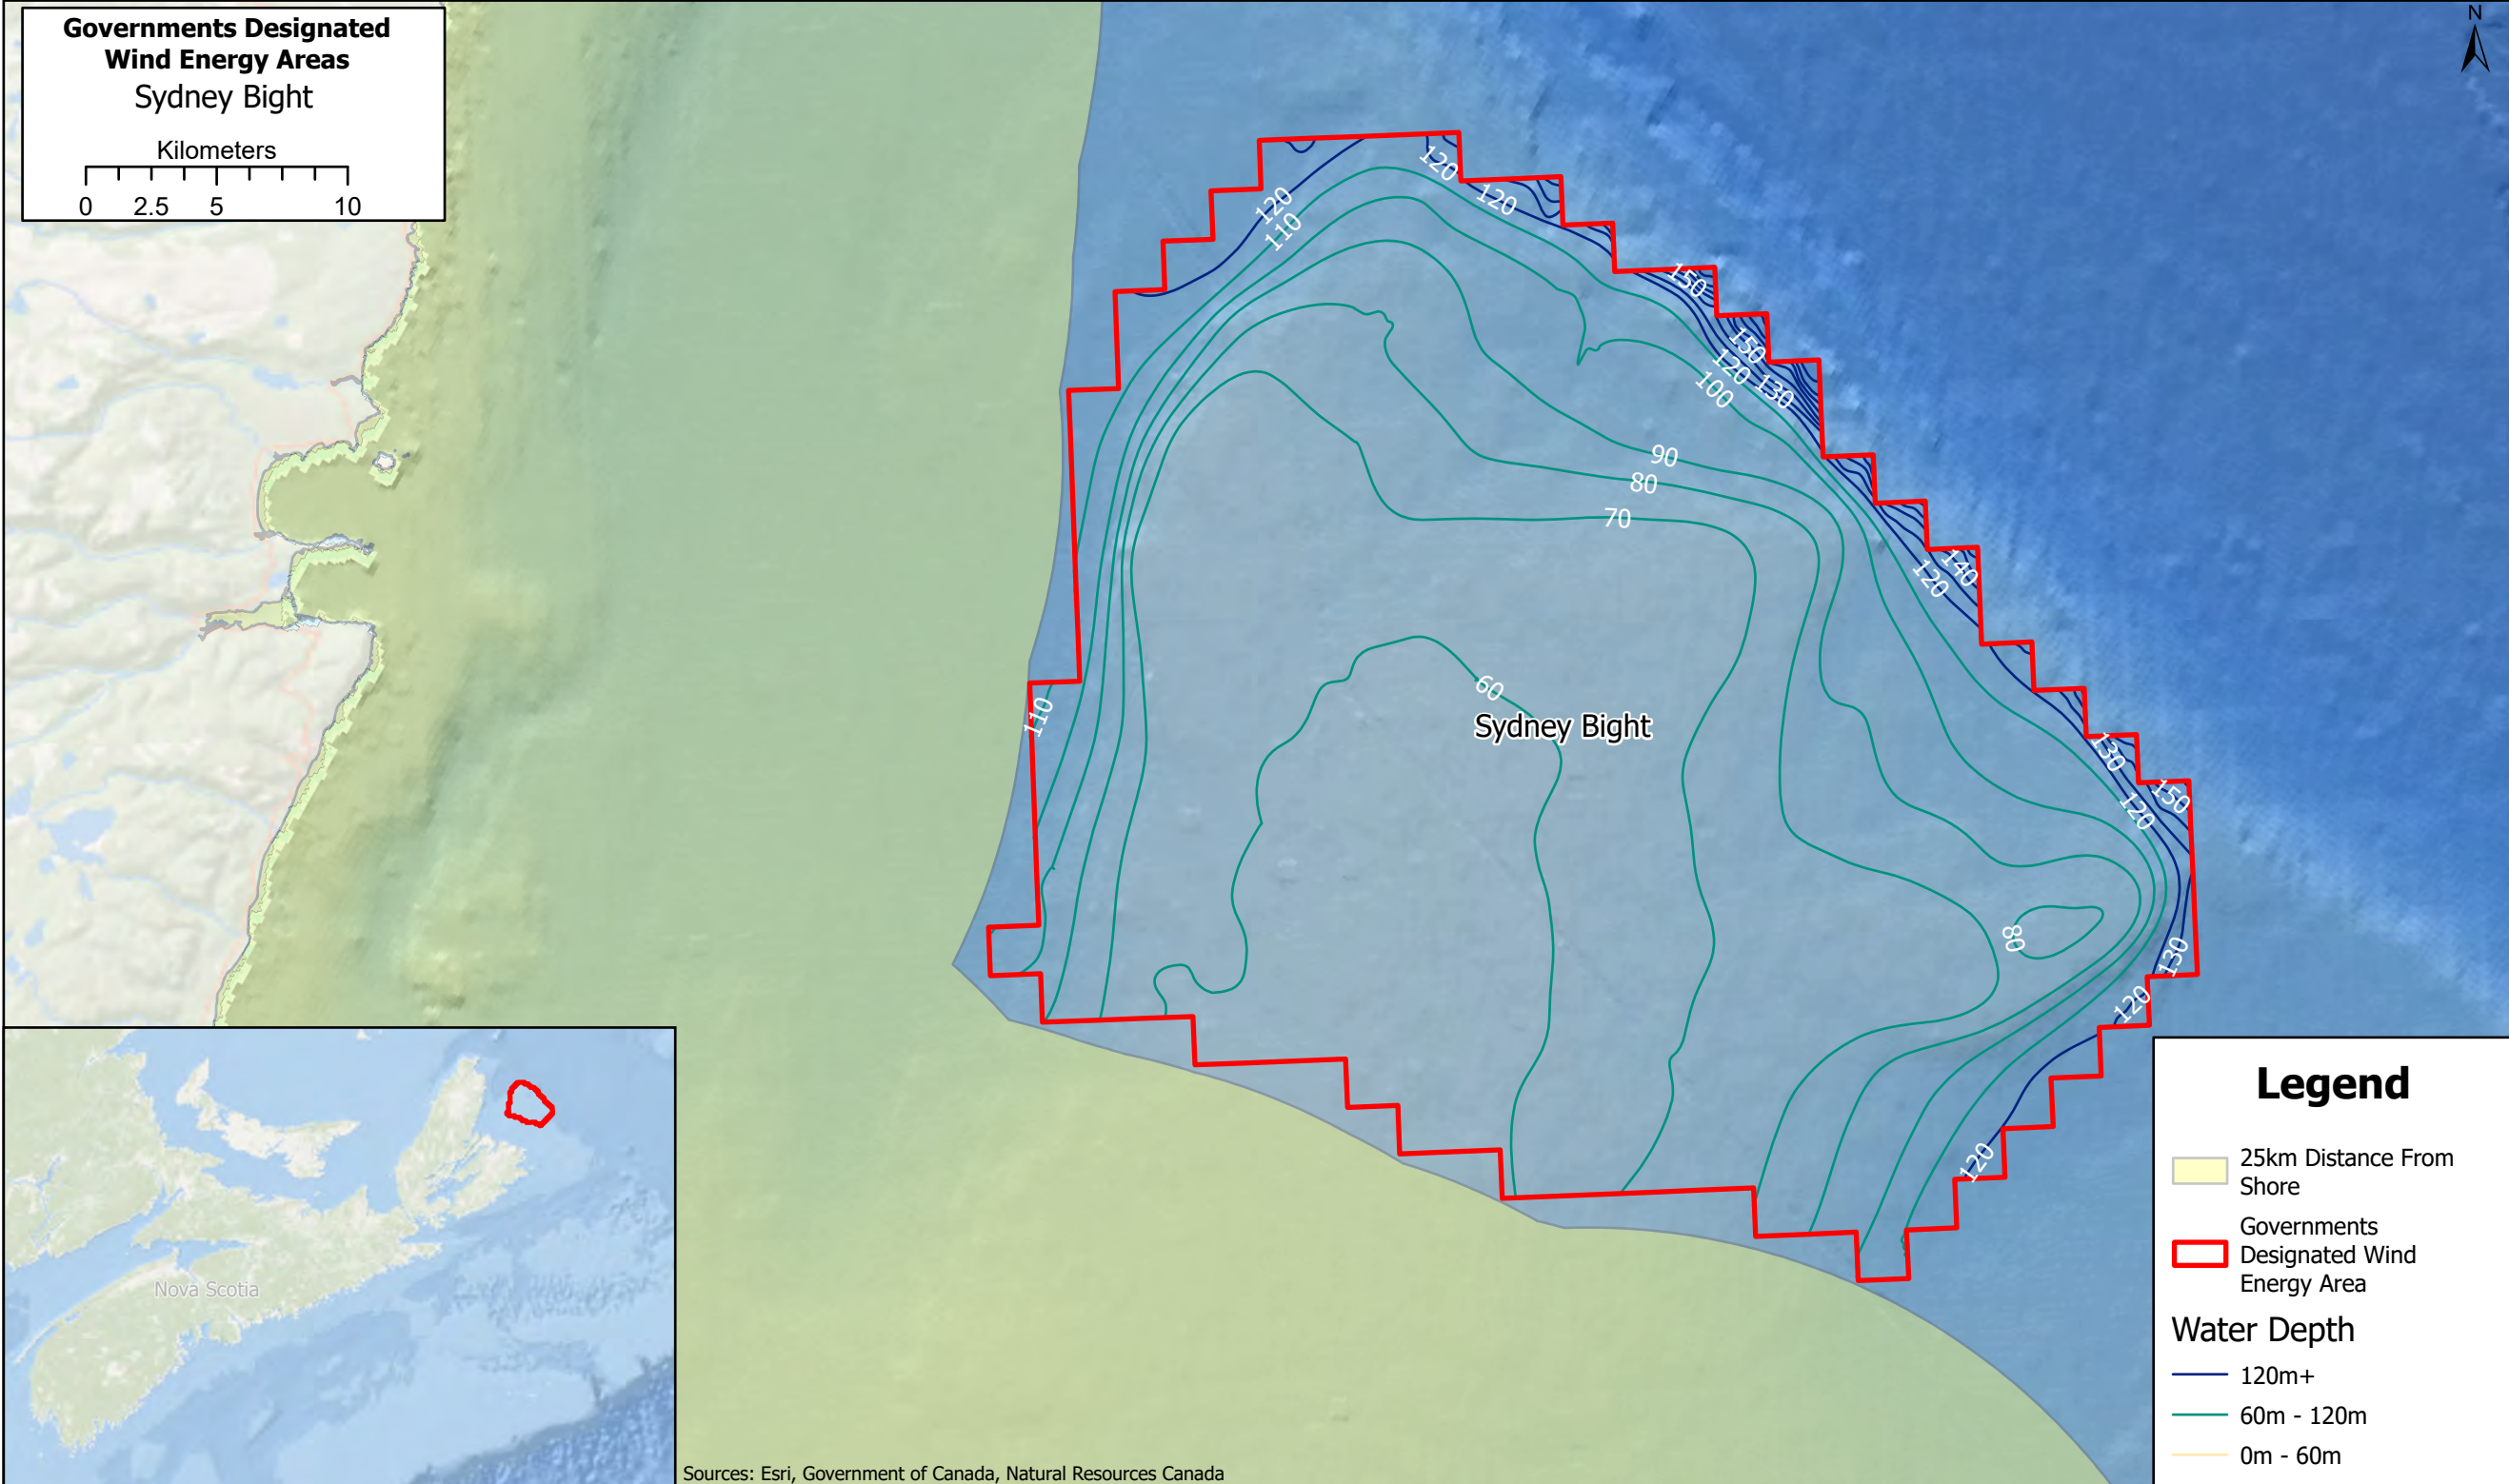 Governments Designated
Wind Energy Areas
Sydney Bight
Kilometers
0 2.5 5 10
N
120
120
120
110
150
150
120
130
100
90
80
70
140
120
60
Sydney Bight
110
130
150
120
80
130
120
120
Nova Scotia
Legend
25km Distance From
Shore
Governments
Designated Wind
Energy Area
Water Depth
120m+
60m - 120m
0m - 60m
Sources: Esri, Government of Canada, Natural Resources Canada